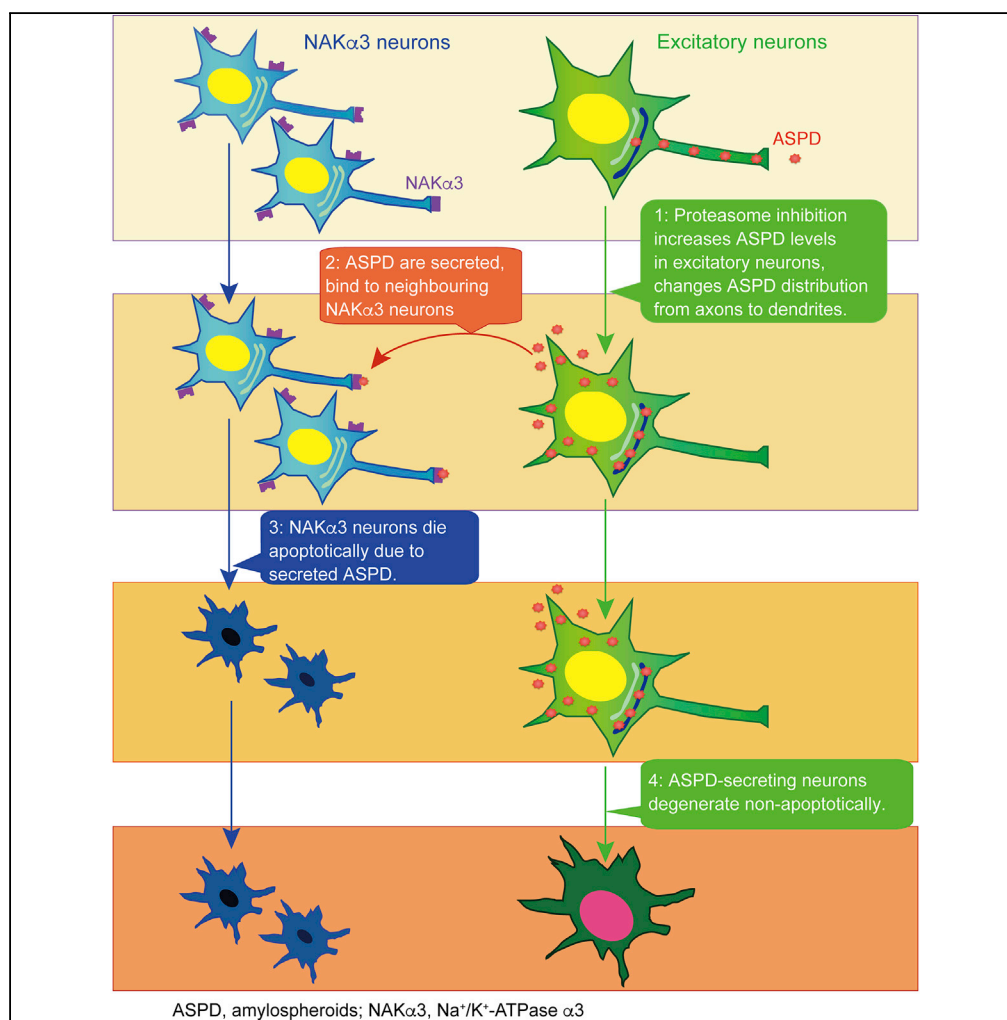 NAKα3 neurons
Excitatory neurons
ASPD
NAKα3
1: Proteasome inhibition
increases ASPD levels
in excitatory neurons,
changes ASPD distribution
from axons to dendrites.
2: ASPD are secreted,
bind to neighbouring
NAKα3 neurons
3: NAKα3 neurons die
apoptotically due to
secreted ASPD.
4: ASPD-secreting neurons
degenerate non-apoptotically.
ASPD, amylospheroids; NAKα3, Na⁺/K⁺-ATPase α3